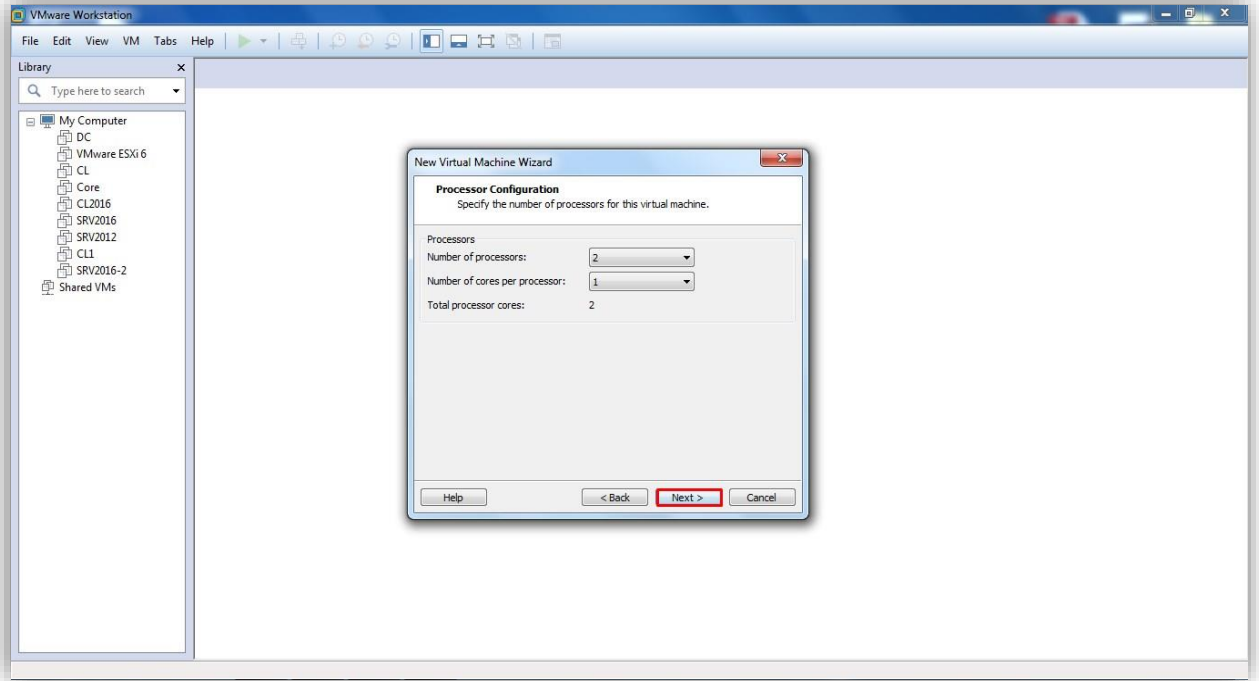 VMware Workstation
File Edit View VM Tabs Help
Library
Type here to search
My Computer
DC
VMware ESXi 6
CL
Core
CL2016
SRV2016
SRV2012
CL1
SRV2016-2
Shared VMs
New Virtual Machine Wizard
Processor Configuration
Specify the number of processors for this virtual machine.
Processors
Number of processors: 2
Number of cores per processor: 1
Total processor cores: 2
Help < Back Next > Cancel